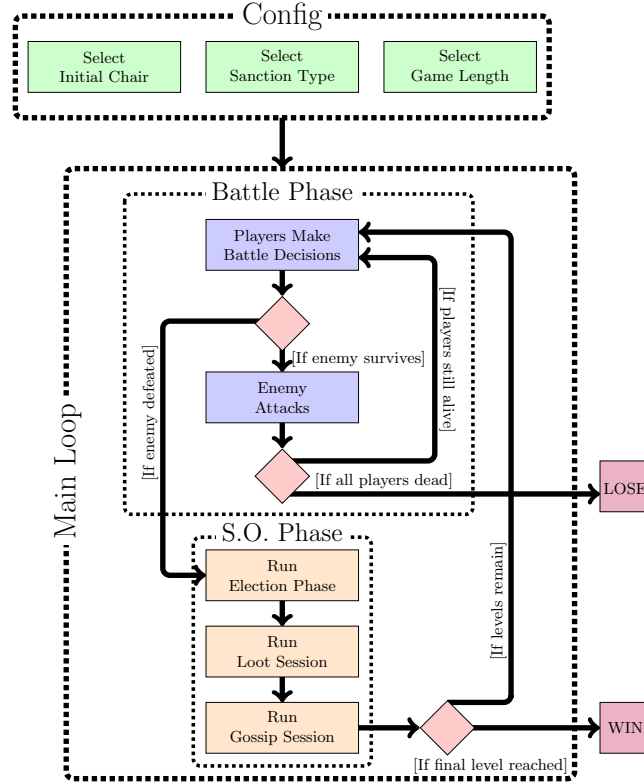 Config
Select
Initial Chair
Select
Sanction Type
Select
Game Length
Main Loop
Battle Phase
Players Make
Battle Decisions
[If enemy survives]
[If enemy defeated]
Enemy
Attacks
[If players still alive]
[If all players dead]
LOSE
S.O. Phase
Run
Election Phase
Run
Loot Session
Run
Gossip Session
[If levels remain]
[If final level reached]
WIN